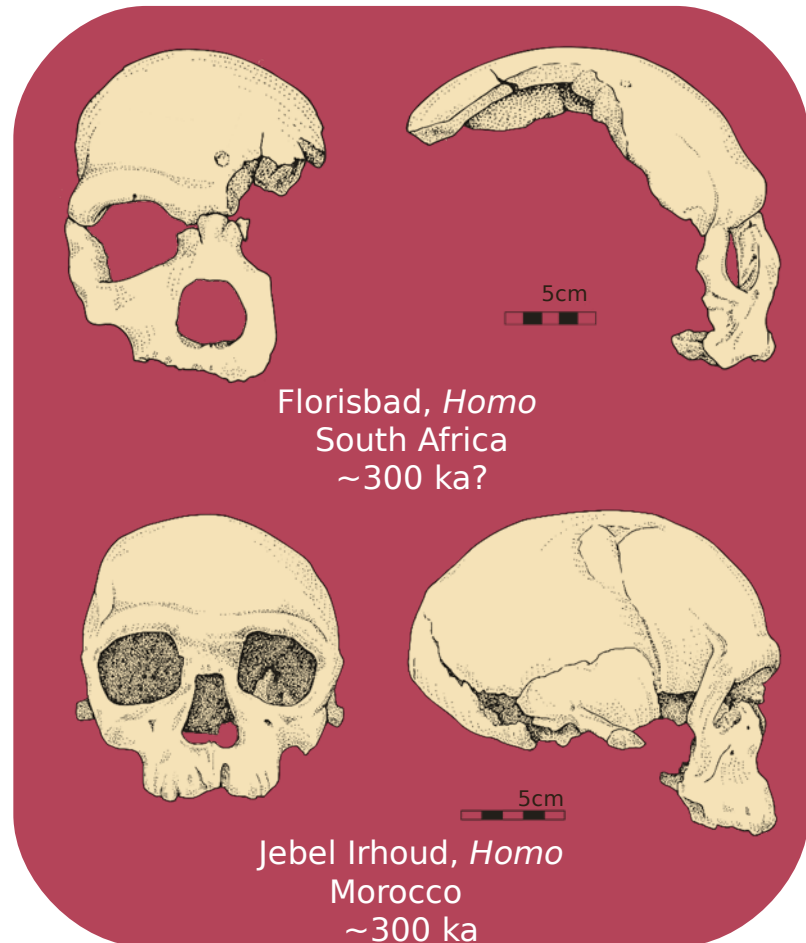 5cm
Florisbad, Homo
South Africa
~300 ka?
5cm
Jebel Irhoud, Homo
Morocco
~300 ka